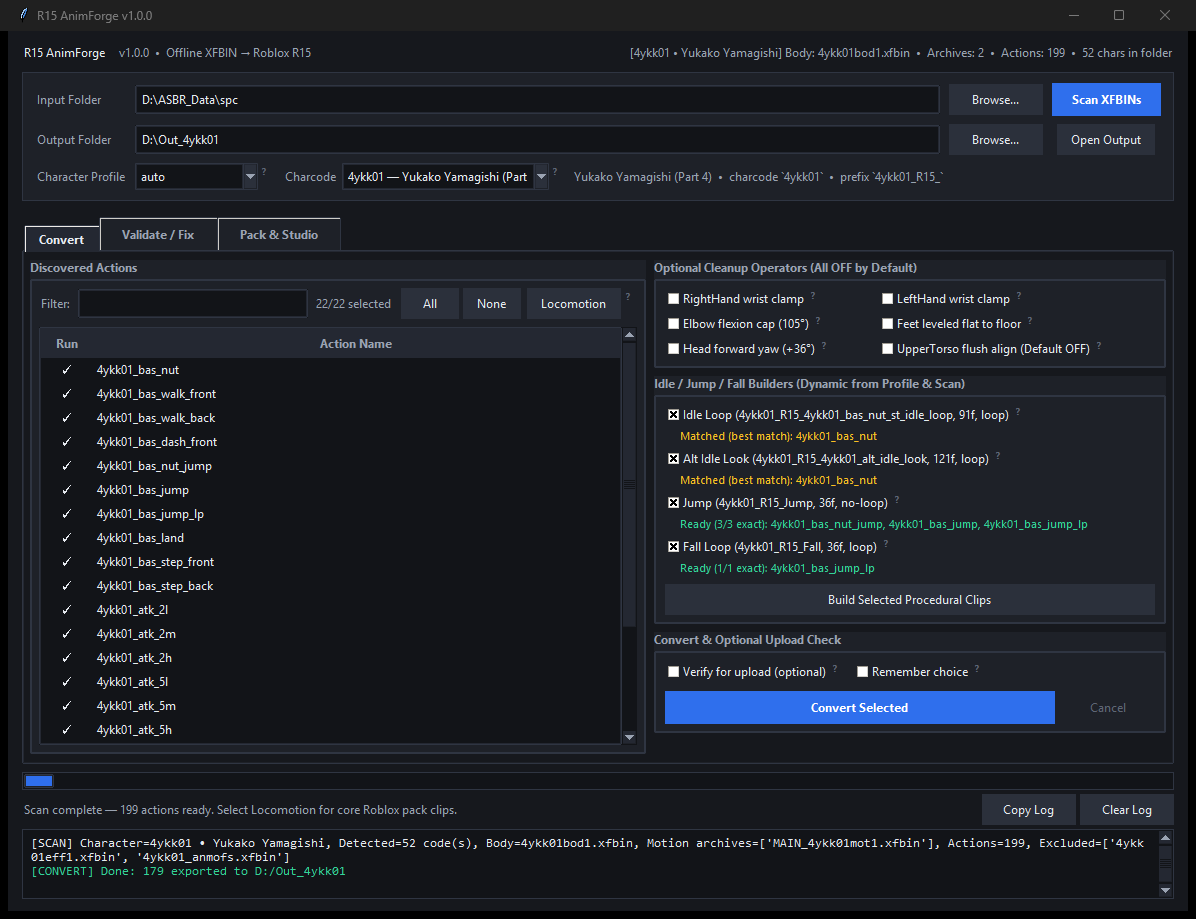 R15 AnimForge v1.0.0
R15 AnimForge v1.0.0 • Offline XFBIN → Roblox R15 [4ykk01 • Yukako Yamagishi] Body: 4ykk01bod1.xfbin • Archives: 2 • Actions: 199 • 52 chars in folder
Input Folder D:\ASBR_Data\spc Browse... Scan XFBINs
Output Folder D:\Out_4ykk01 Browse... Open Output
Character Profile auto ? Charcode 4ykk01 — Yukako Yamagishi (Part ? Yukako Yamagishi (Part 4) • charcode `4ykk01` • prefix `4ykk01_R15_`
Convert Validate / Fix Pack & Studio
Discovered Actions
Filter: 22/22 selected All None Locomotion ?
Run Action Name
✓ 4ykk01_bas_nut
✓ 4ykk01_bas_walk_front
✓ 4ykk01_bas_walk_back
✓ 4ykk01_bas_dash_front
✓ 4ykk01_bas_nut_jump
✓ 4ykk01_bas_jump
✓ 4ykk01_bas_jump_lp
✓ 4ykk01_bas_land
✓ 4ykk01_bas_step_front
✓ 4ykk01_bas_step_back
✓ 4ykk01_atk_2l
✓ 4ykk01_atk_2m
✓ 4ykk01_atk_2h
✓ 4ykk01_atk_5l
✓ 4ykk01_atk_5m
✓ 4ykk01_atk_5h
Optional Cleanup Operators (All OFF by Default)
RightHand wrist clamp ? LeftHand wrist clamp ?
Elbow flexion cap (105°) ? Feet leveled flat to floor ?
Head forward yaw (+36°) ? UpperTorso flush align (Default OFF) ?
Idle / Jump / Fall Builders (Dynamic from Profile & Scan)
Idle Loop (4ykk01_R15_4ykk01_bas_nut_st_idle_loop, 91f, loop) ?
Matched (best match): 4ykk01_bas_nut
Alt Idle Look (4ykk01_R15_4ykk01_alt_idle_look, 121f, loop) ?
Matched (best match): 4ykk01_bas_nut
Jump (4ykk01_R15_Jump, 36f, no-loop) ?
Ready (3/3 exact): 4ykk01_bas_nut_jump, 4ykk01_bas_jump, 4ykk01_bas_jump_lp
Fall Loop (4ykk01_R15_Fall, 36f, loop) ?
Ready (1/1 exact): 4ykk01_bas_jump_lp
Build Selected Procedural Clips
Convert & Optional Upload Check
Verify for upload (optional) ? Remember choice ?
Convert Selected Cancel
Scan complete — 199 actions ready. Select Locomotion for core Roblox pack clips. Copy Log Clear Log
[SCAN] Character=4ykk01 • Yukako Yamagishi, Detected=52 code(s), Body=4ykk01bod1.xfbin, Motion archives=['MAIN_4ykk01mot1.xfbin'], Actions=199, Excluded=['4ykk
01eff1.xfbin', '4ykk01_anmofs.xfbin']
[CONVERT] Done: 179 exported to D:/Out_4ykk01